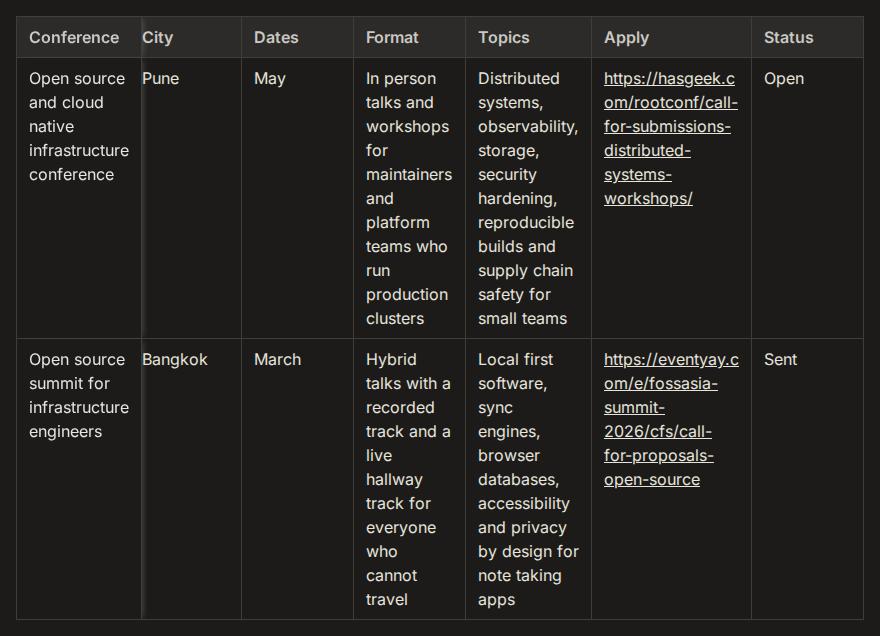 Conference City Dates Format Topics Apply Status
Open source
and cloud
native
infrastructure
conference
Pune
May
In person
talks and
workshops
for
maintainers
and
platform
teams who
run
production
clusters
Distributed
systems,
observability,
storage,
security
hardening,
reproducible
builds and
supply chain
safety for
small teams
https://hasgeek.c
om/rootconf/call-
for-submissions-
distributed-
systems-
workshops/
Open
Open source
summit for
infrastructure
engineers
Bangkok
March
Hybrid
talks with a
recorded
track and a
live
hallway
track for
everyone
who
cannot
travel
Local first
software,
sync
engines,
browser
databases,
accessibility
and privacy
by design for
note taking
apps
https://eventyay.c
om/e/fossasia-
summit-
2026/cfs/call-
for-proposals-
open-source
Sent